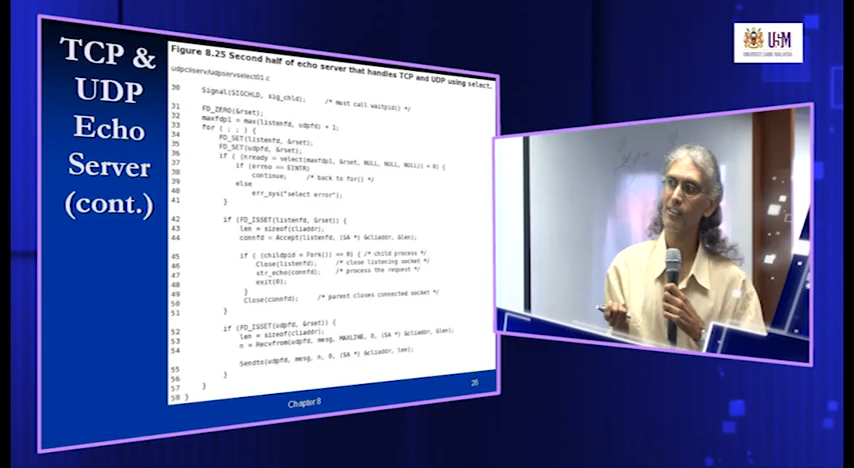 TCP &
UDP
Echo
Server
(cont.)
Figure 8.25 Second half of echo server that handles TCP and UDP using select.
udpcliserv/udpservselect01.c
30 Signal(SIGCHLD, sig_chld); /* must call waitpid() */
31 FD_ZERO(&rset);
32 maxfdp1 = max(listenfd, udpfd) + 1;
33 for ( ; ; ) {
34 FD_SET(listenfd, &rset);
35 FD_SET(udpfd, &rset);
36 if ( (nready = select(maxfdp1, &rset, NULL, NULL, NULL)) < 0) {
37 if (errno == EINTR)
38 continue; /* back to for() */
39 else
40 err_sys("select error");
41 }
42 if (FD_ISSET(listenfd, &rset)) {
43 len = sizeof(cliaddr);
44 connfd = Accept(listenfd, (SA *) &cliaddr, &len);
45 if ( (childpid = Fork()) == 0) { /* child process */
46 Close(listenfd); /* close listening socket */
47 str_echo(connfd); /* process the request */
48 exit(0);
49 }
50 Close(connfd); /* parent closes connected socket */
51 }
52 if (FD_ISSET(udpfd, &rset)) {
53 len = sizeof(cliaddr);
54 n = Recvfrom(udpfd, mesg, MAXLINE, 0, (SA *) &cliaddr, &len);
55 Sendto(udpfd, mesg, n, 0, (SA *) &cliaddr, len);
56 }
57 }
58 }
Chapter 8
26
USM
UNIVERSITI SAINS MALAYSIA